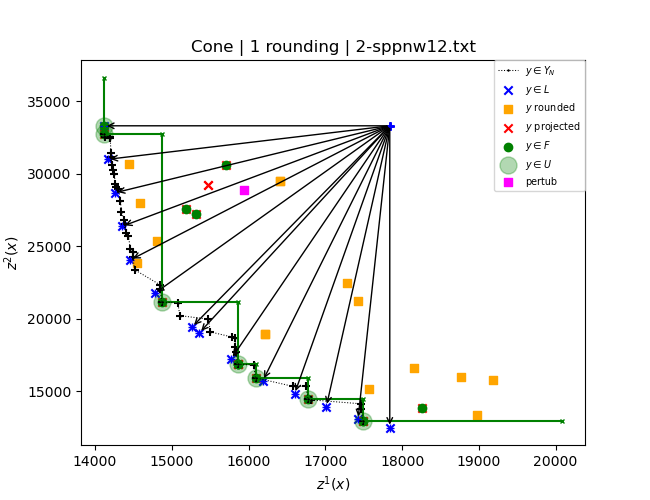 Cone | 1 rounding | 2-sppnw12.txt
y ∈ Y_N
y ∈ L
y rounded
y projected
y ∈ F
y ∈ U
pertub
35000
30000
25000
20000
15000
z²(x)
14000 15000 16000 17000 18000 19000 20000
z¹(x)